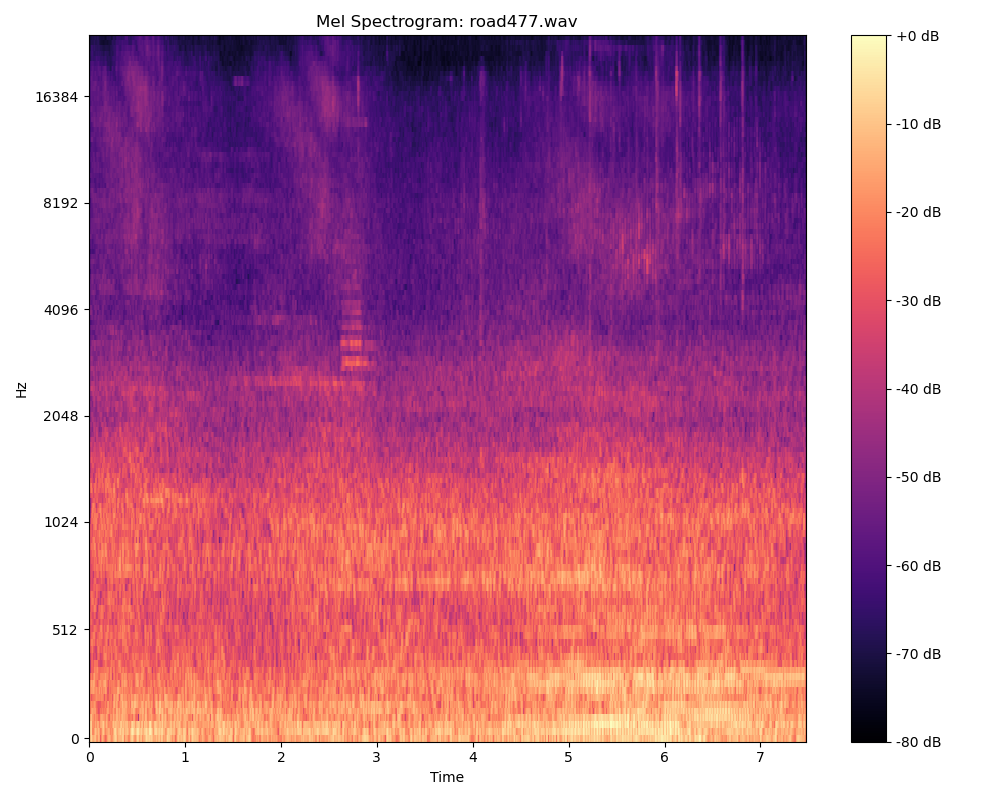 Mel Spectrogram: road477.wav
Hz
16384
8192
4096
2048
1024
512
0
0 1 2 3 4 5 6 7
Time
+0 dB
-10 dB
-20 dB
-30 dB
-40 dB
-50 dB
-60 dB
-70 dB
-80 dB